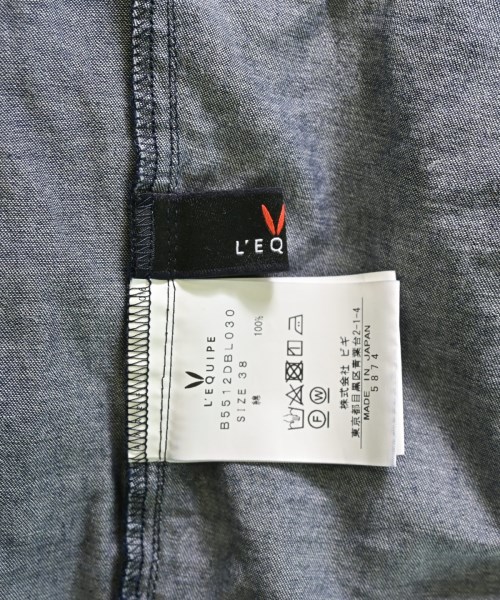 L'EQ
L'EQUIPE
B5512DBL030
SIZE 38
綿 100%
F W
株式会社 ビギ
東京都目黒区青葉台2-1-4
MADE IN JAPAN
5874